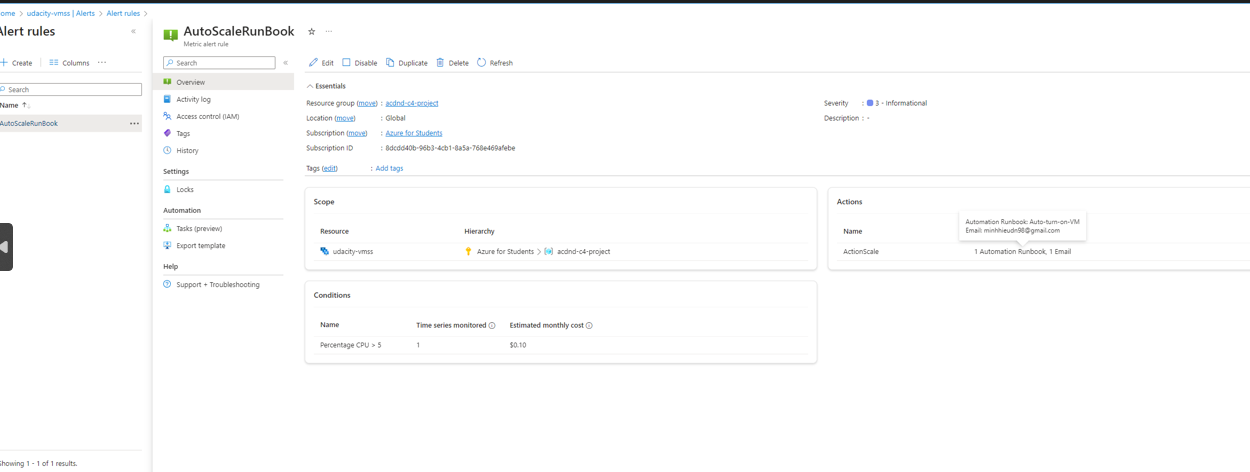 ome > udacity-vmss | Alerts > Alert rules >
Alert rules
«
Create
Columns
···
Search
Name ↑↓
AutoScaleRunBook
···
Showing 1 - 1 of 1 results.
AutoScaleRunBook
···
Metric alert rule
Search
«
Overview
Activity log
Access control (IAM)
Tags
History
Settings
Locks
Automation
Tasks (preview)
Export template
Help
Support + Troubleshooting
Edit
Disable
Duplicate
Delete
Refresh
Essentials
Resource group (move) : acdnd-c4-project
Location (move) : Global
Subscription (move) : Azure for Students
Subscription ID : 8dcdd40b-96b3-4cb1-8a5a-768e469afebe
Tags (edit) : Add tags
Severity : 3 - Informational
Description : -
Scope
Resource Hierarchy
udacity-vmss Azure for Students > acdnd-c4-project
Conditions
Name Time series monitored Estimated monthly cost
Percentage CPU > 5 1 $0.10
Actions
Automation Runbook: Auto-turn-on-VM
Email: minhhieudn98@gmail.com
Name
ActionScale 1 Automation Runbook, 1 Email